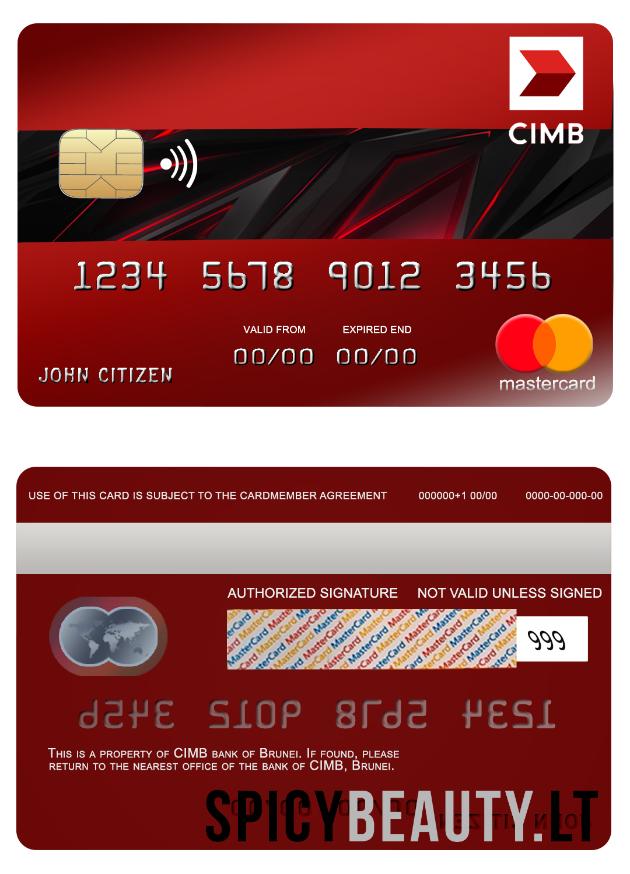 CIMB
1234 5678 9012 3456
VALID FROM EXPIRED END
00/00 00/00
JOHN CITIZEN
mastercard
USE OF THIS CARD IS SUBJECT TO THE CARDMEMBER AGREEMENT 000000+1 00/00 0000-00-000-00
AUTHORIZED SIGNATURE NOT VALID UNLESS SIGNED
MasterCard MasterCard MasterCard
999
THIS IS A PROPERTY OF CIMB BANK OF BRUNEI. IF FOUND, PLEASE
RETURN TO THE NEAREST OFFICE OF THE BANK OF CIMB, BRUNEI.
SPICYBEAUTY.LT